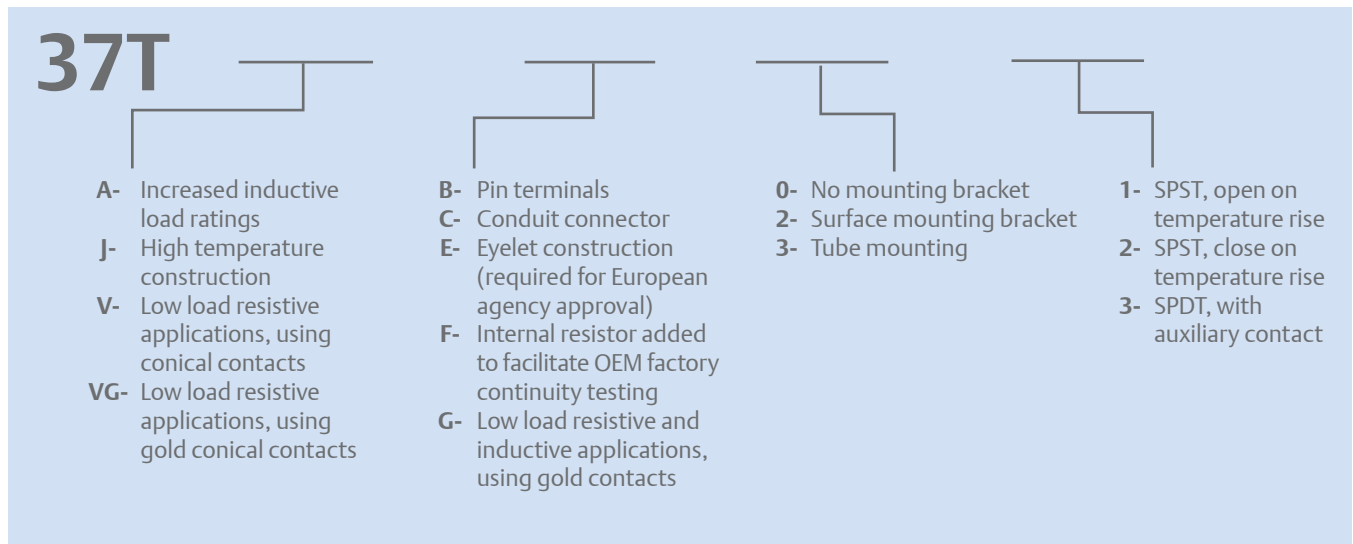 37T
A- Increased inductive
load ratings
J- High temperature
construction
V- Low load resistive
applications, using
conical contacts
VG- Low load resistive
applications, using
gold conical contacts
B- Pin terminals
C- Conduit connector
E- Eyelet construction
(required for European
agency approval)
F- Internal resistor added
to facilitate OEM factory
continuity testing
G- Low load resistive and
inductive applications,
using gold contacts
0- No mounting bracket
2- Surface mounting bracket
3- Tube mounting
1- SPST, open on
temperature rise
2- SPST, close on
temperature rise
3- SPDT, with
auxiliary contact